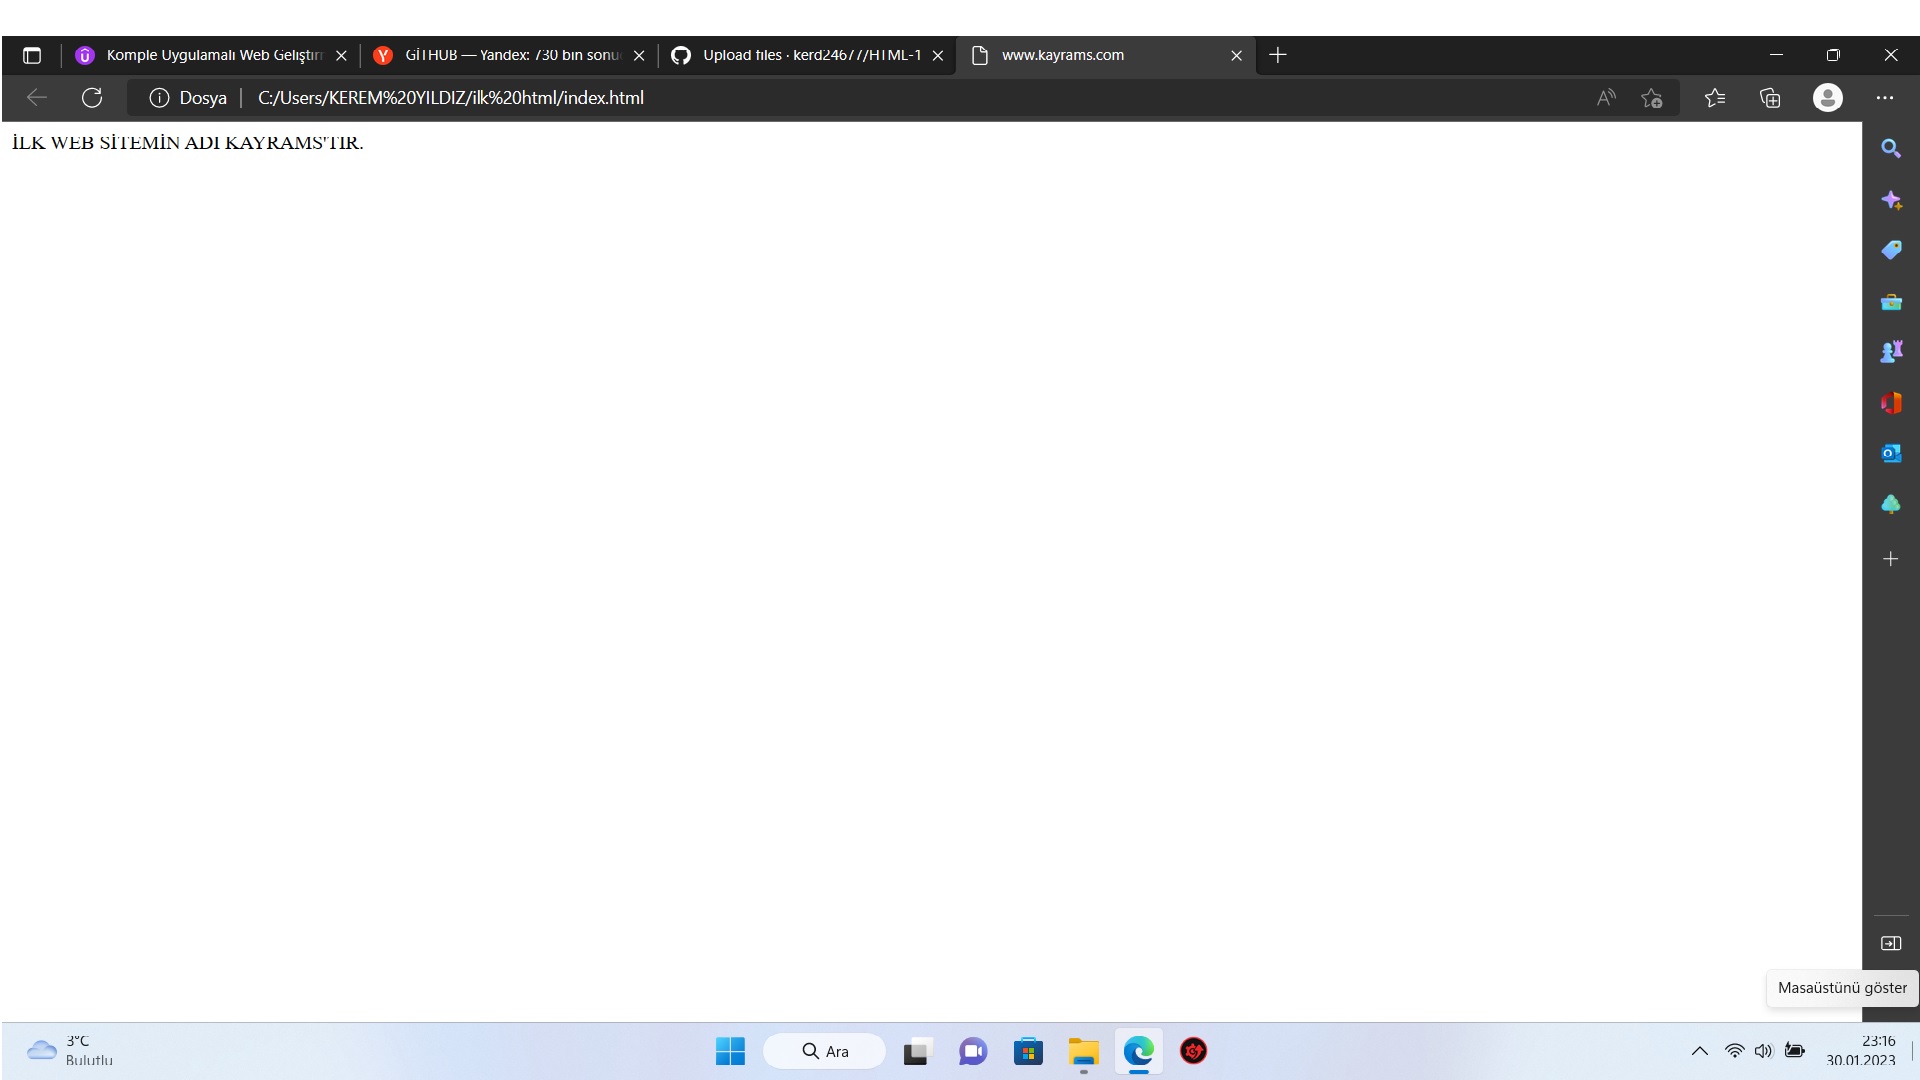 Komple Uygulamalı Web Geliştirm
GİTHUB — Yandex: 730 bin sonu
Upload files · kerd24677/HTML-1
www.kayrams.com
Dosya
C:/Users/KEREM%20YILDIZ/ilk%20html/index.html
İLK WEB SİTEMİN ADI KAYRAMS'TIR.
Masaüstünü göster
3°C
Bulutlu
Ara
23:16
30.01.2023